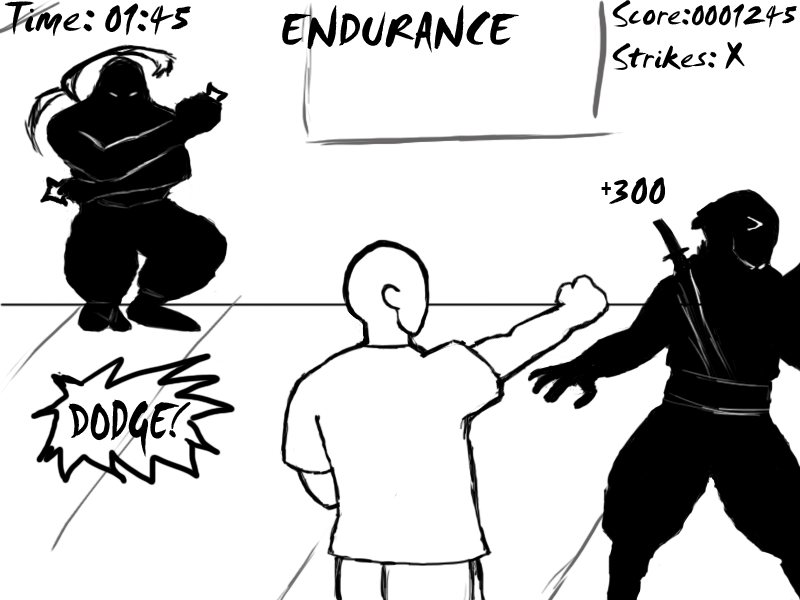 Time: 01:45
ENDURANCE
Score:0001245
Strikes: X
+300
DODGE!